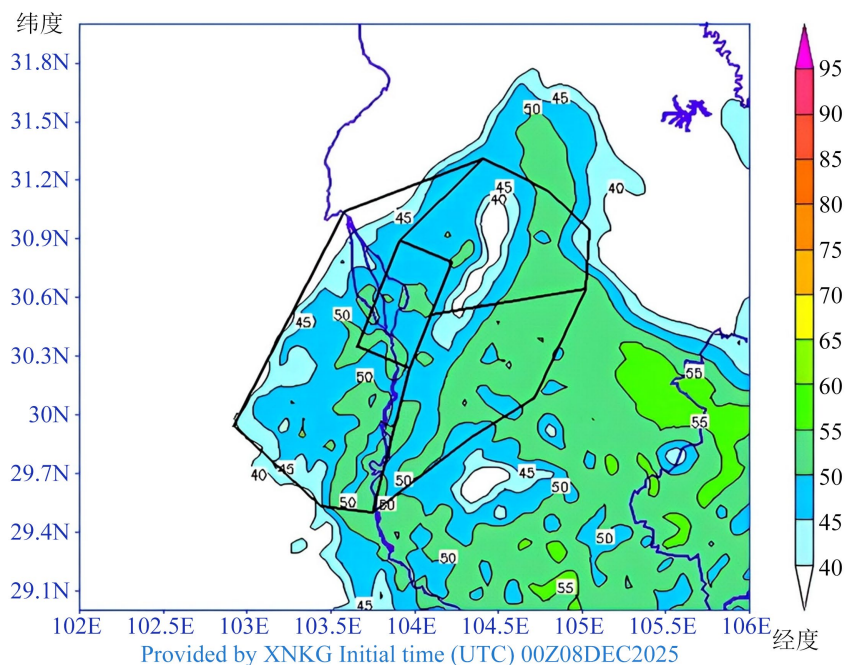 纬度
31.8N
31.5N
31.2N
30.9N
30.6N
30.3N
30N
29.7N
29.4N
29.1N
102E
102.5E
103E
103.5E
104E
104.5E
105E
105.5E
106E
经度
95
90
85
80
75
70
65
60
55
50
45
40
45
50
40
45
40
45
45
50
50
55
55
40
45
50
45
50
50
50
50
50
55
45
Provided by XNKG Initial time (UTC) 00Z08DEC2025